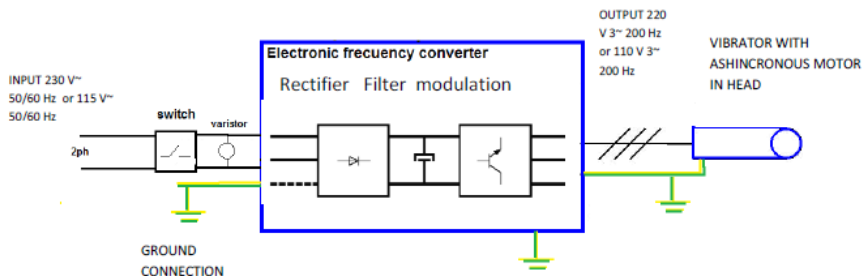 INPUT 230 V~
50/60 Hz or 115 V~
50/60 Hz
2ph
switch
varistor
Electronic frecuency converter
Rectifier Filter modulation
OUTPUT 220
V 3~ 200 Hz
or 110 V 3~
200 Hz
VIBRATOR WITH
ASHINCRONOUS MOTOR
IN HEAD
GROUND
CONNECTION